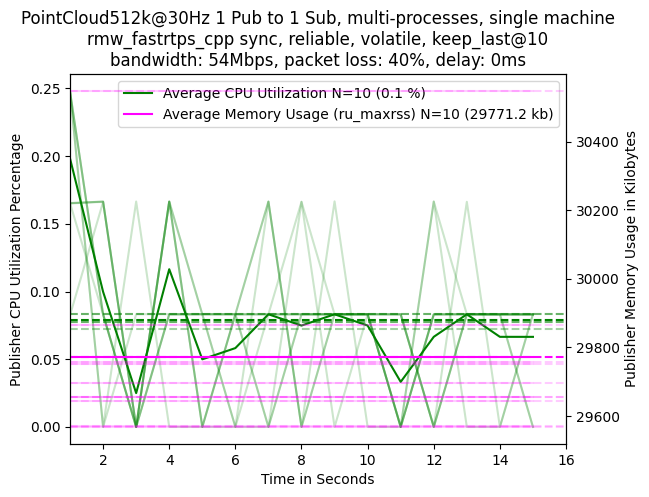 PointCloud512k@30Hz 1 Pub to 1 Sub, multi-processes, single machine
rmw_fastrtps_cpp sync, reliable, volatile, keep_last@10
bandwidth: 54Mbps, packet loss: 40%, delay: 0ms
Average CPU Utilization N=10 (0.1 %)
Average Memory Usage (ru_maxrss) N=10 (29771.2 kb)
Publisher CPU Utilization Percentage
0.25
0.20
0.15
0.10
0.05
0.00
30400
30200
30000
29800
29600
Publisher Memory Usage in Kilobytes
2 4 6 8 10 12 14 16
Time in Seconds